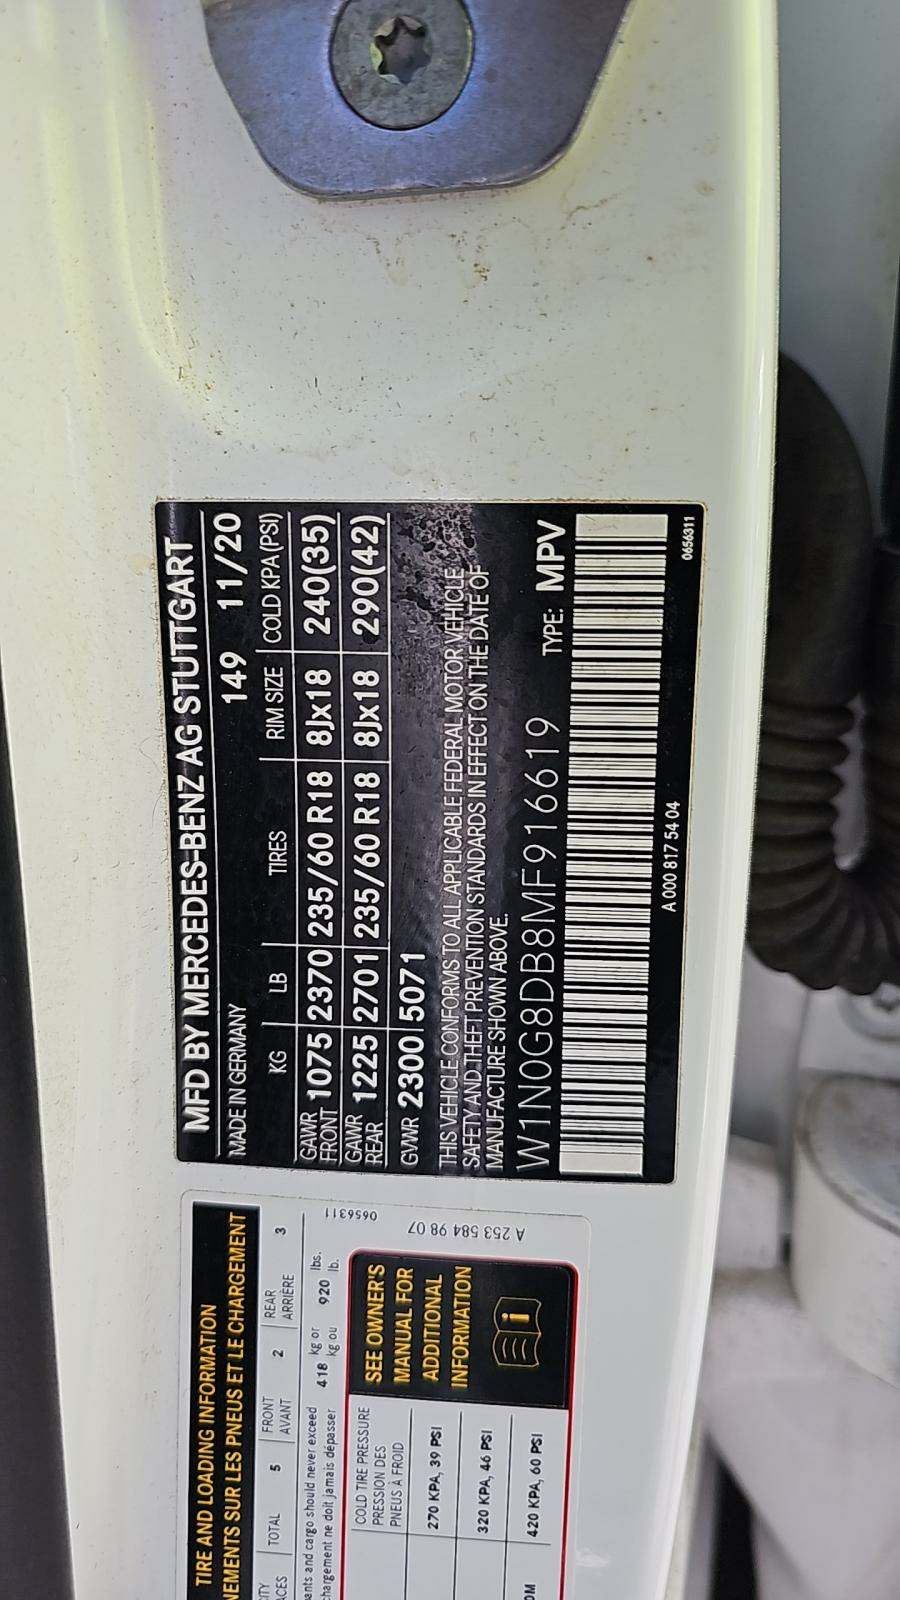 MFD BY MERCEDES-BENZ AG STUTTGART
MADE IN GERMANY 149 11/20
KG LB TIRES RIM SIZE COLD KPA(PSI)
GAWR FRONT 1075 2370 235/60 R18 8Jx18 240(35)
GAWR REAR 1225 2701 235/60 R18 8Jx18 290(42)
GVWR 2300 5071
THIS VEHICLE CONFORMS TO ALL APPLICABLE FEDERAL MOTOR VEHICLE
SAFETY AND THEFT PREVENTION STANDARDS IN EFFECT ON THE DATE OF
MANUFACTURE SHOWN ABOVE.
W1N0G8DB8MF916619 TYPE: MPV
A 000 817 54 04 0656311
TIRE AND LOADING INFORMATION
SUR LES PNEUS ET LE CHARGEMENT
TOTAL 5 FRONT AVANT 2 REAR ARRIÈRE 3
and cargo should never exceed 418 kg or 920 lbs.
ne doit jamais dépasser kg ou lb.
COLD TIRE PRESSURE
PRESSION DES
PNEUS À FROID
270 KPA, 39 PSI
320 KPA, 46 PSI
420 KPA, 60 PSI
SEE OWNER'S
MANUAL FOR
ADDITIONAL
INFORMATION
A 253 584 98 07 0656311